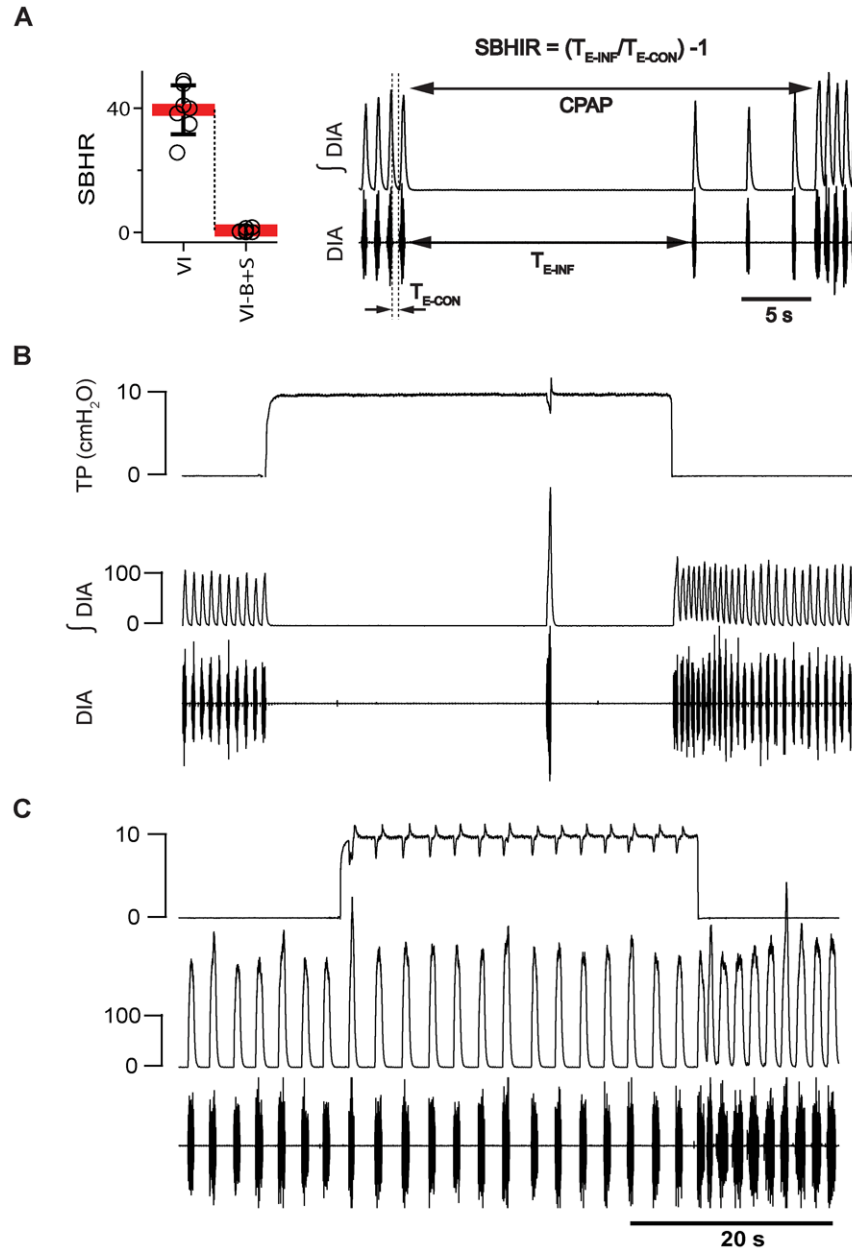 A
SBHIR = (TE-INF/TE-CON) -1
CPAP
40
0
SBHR
VI
VI-B+S
∫ DIA
DIA
TE-INF
TE-CON
5 s
B
10
0
TP (cmH2O)
100
0
∫ DIA
DIA
C
10
0
100
0
20 s